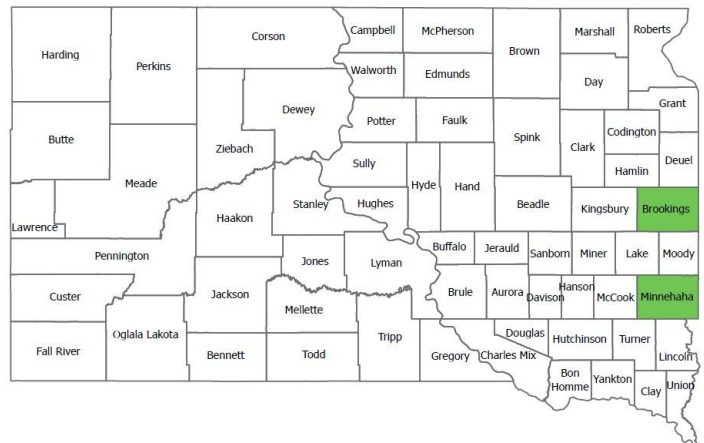 Harding
Perkins
Corson
Campbell
McPherson
Brown
Marshall
Roberts
Walworth
Edmunds
Day
Grant
Butte
Meade
Ziebach
Dewey
Potter
Faulk
Spink
Clark
Codington
Hamlin
Deuel
Lawrence
Haakon
Stanley
Sully
Hughes
Hyde
Hand
Beadle
Kingsbury
Brookings
Pennington
Jones
Lyman
Buffalo
Jerauld
Sanborn
Miner
Lake
Moody
Custer
Jackson
Mellette
Brule
Aurora
Davison
Hanson
McCook
Minnehaha
Fall River
Oglala Lakota
Bennett
Todd
Tripp
Gregory
Charles Mix
Douglas
Hutchinson
Turner
Lincoln
Bon
Homme
Yankton
Clay
Union